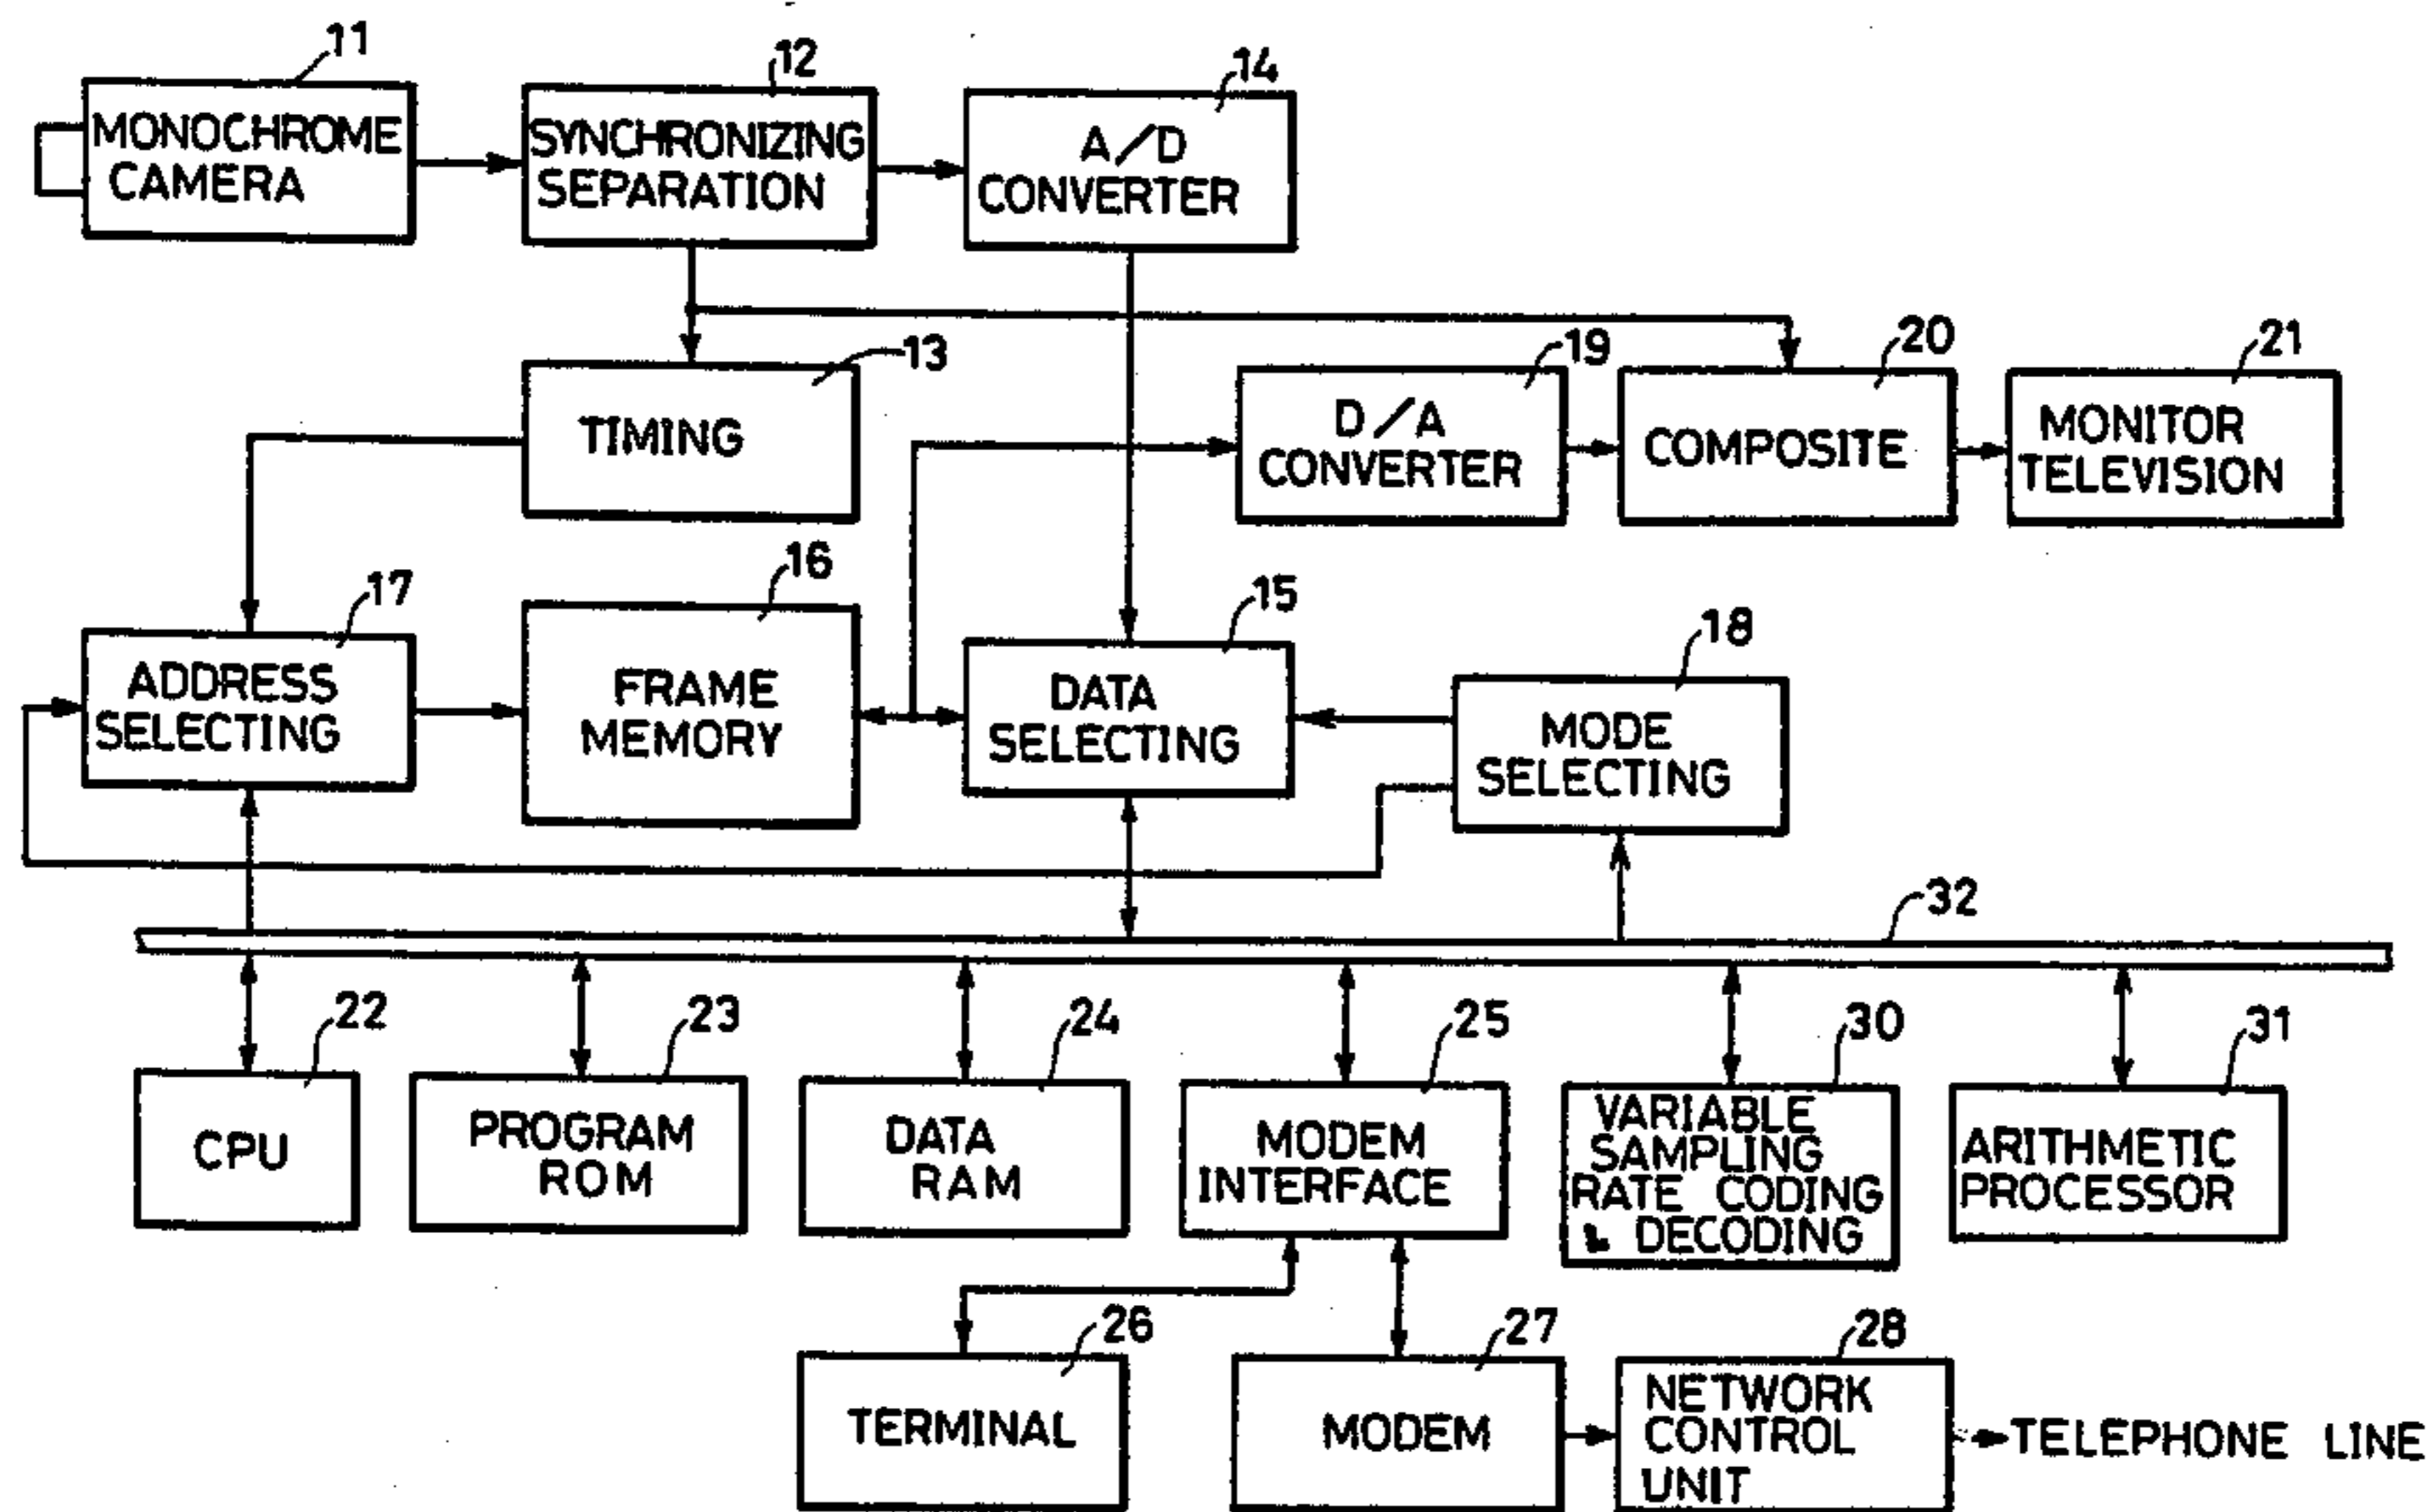 11
12
14
MONOCHROME
CAMERA
SYNCHRONIZING
SEPARATION
A/D
CONVERTER
13
19
20
21
TIMING
D/A
CONVERTER
COMPOSITE
MONITOR
TELEVISION
17
16
15
18
ADDRESS
SELECTING
FRAME
MEMORY
DATA
SELECTING
MODE
SELECTING
32
22
23
24
25
30
31
CPU
PROGRAM
ROM
DATA
RAM
MODEM
INTERFACE
VARIABLE
SAMPLING
RATE CODING
& DECODING
ARITHMETIC
PROCESSOR
26
27
28
TERMINAL
MODEM
NETWORK
CONTROL
UNIT
TELEPHONE LINE